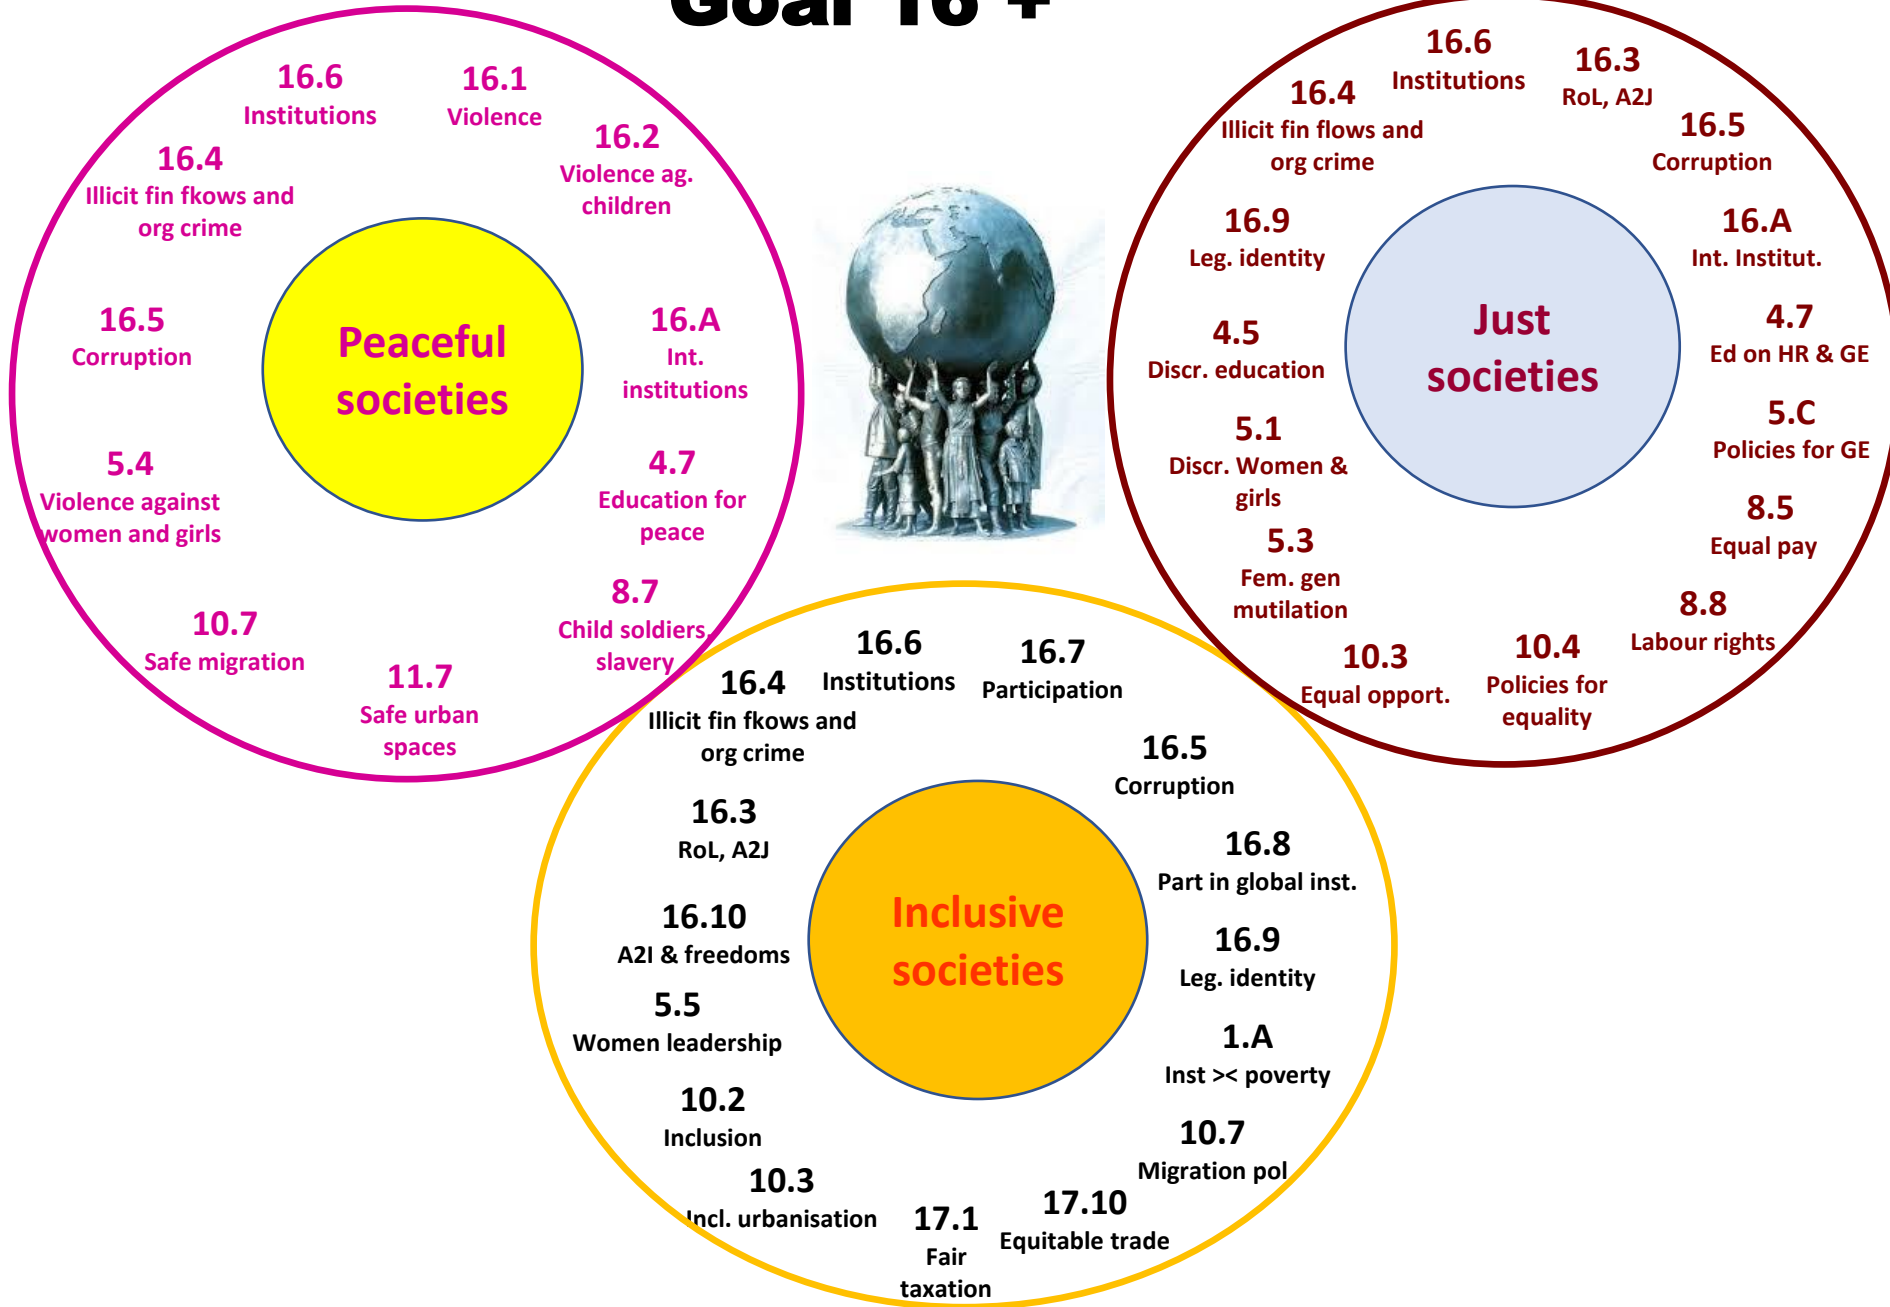 Goal 16 +
16.6
Institutions
16.1
Violence
16.2
Violence ag.
children
16.4
Illicit fin fkows and
org crime
16.5
Corruption
Peaceful
societies
16.A
Int.
institutions
5.4
Violence against
women and girls
4.7
Education for
peace
10.7
Safe migration
11.7
Safe urban
spaces
8.7
Child soldiers,
slavery
16.6
Institutions
16.3
RoL, A2J
16.4
Illicit fin flows and
org crime
16.5
Corruption
16.9
Leg. identity
16.A
Int. Institut.
Just
societies
4.5
Discr. education
4.7
Ed on HR & GE
5.1
Discr. Women &
girls
5.C
Policies for GE
5.3
Fem. gen
mutilation
8.5
Equal pay
8.8
Labour rights
10.3
Equal opport.
10.4
Policies for
equality
16.6
Institutions
16.7
Participation
16.4
Illicit fin fkows and
org crime
16.5
Corruption
16.3
RoL, A2J
16.8
Part in global inst.
16.10
A2I & freedoms
Inclusive
societies
16.9
Leg. identity
5.5
Women leadership
1.A
Inst >< poverty
10.2
Inclusion
10.7
Migration pol
10.3
Incl. urbanisation
17.1
Fair
taxation
17.10
Equitable trade